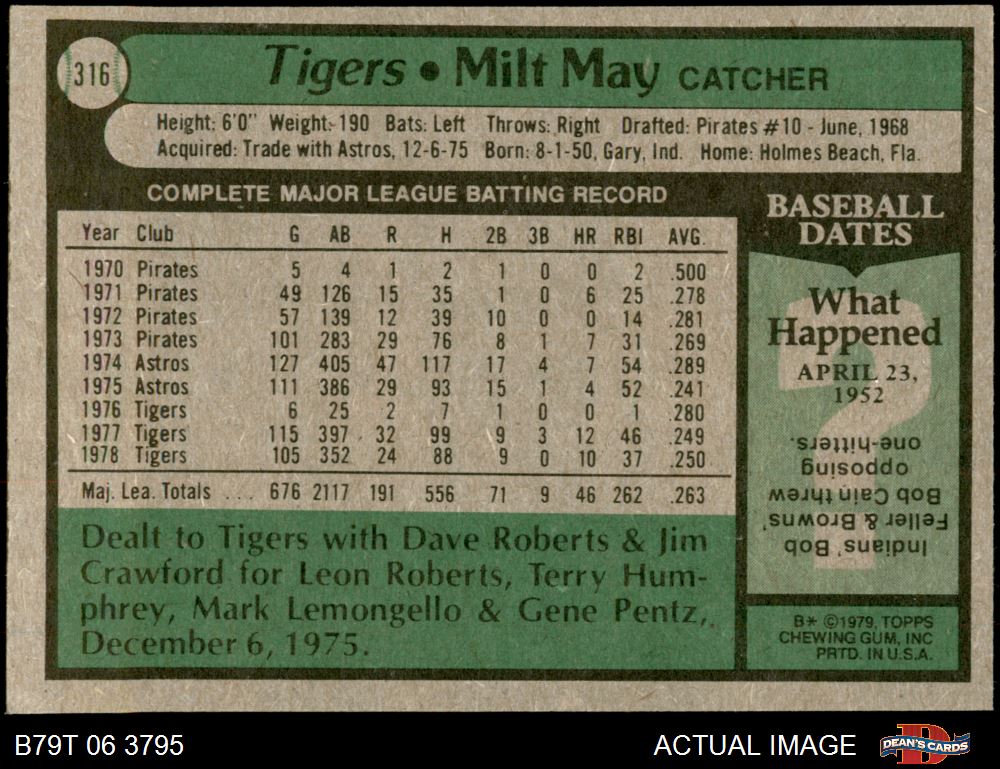 316
Tigers • Milt May CATCHER
Height: 6'0" Weight: 190 Bats: Left Throws: Right Drafted: Pirates #10 - June, 1968
Acquired: Trade with Astros, 12-6-75 Born: 8-1-50, Gary, Ind. Home: Holmes Beach, Fla.
COMPLETE MAJOR LEAGUE BATTING RECORD
Year Club G AB R H 2B 3B HR RBI AVG.
1970 Pirates 5 4 1 2 1 0 0 2 .500
1971 Pirates 49 126 15 35 1 0 6 25 .278
1972 Pirates 57 139 12 39 10 0 0 14 .281
1973 Pirates 101 283 29 76 8 1 7 31 .269
1974 Astros 127 405 47 117 17 4 7 54 .289
1975 Astros 111 386 29 93 15 1 4 52 .241
1976 Tigers 6 25 2 7 1 0 0 1 .280
1977 Tigers 115 397 32 99 9 3 12 46 .249
1978 Tigers 105 352 24 88 9 0 10 37 .250
Maj. Lea. Totals ... 676 2117 191 556 71 9 46 262 .263
Dealt to Tigers with Dave Roberts & Jim
Crawford for Leon Roberts, Terry Hum-
phrey, Mark Lemongello & Gene Pentz,
December 6, 1975.
BASEBALL
DATES
What
Happened
APRIL 23,
1952
?
Indians' Bob
Feller & Browns'
Bob Cain threw
opposing
one-hitters.
B* ©1979, TOPPS
CHEWING GUM, INC
PRTD. IN U.S.A.
B79T 06 3795
ACTUAL IMAGE
D
DEAN'S CARDS